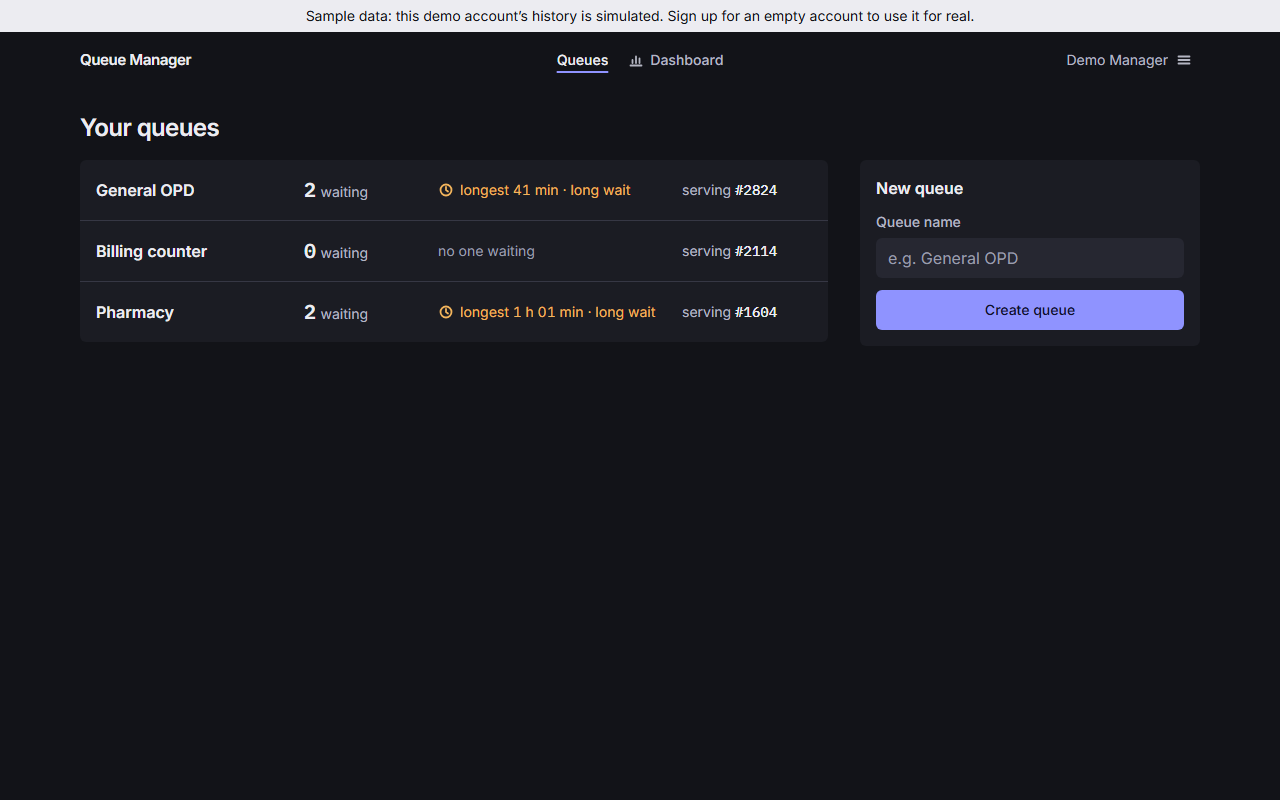 Sample data: this demo account’s history is simulated. Sign up for an empty account to use it for real.
Queue Manager
Queues
Dashboard
Demo Manager
Your queues
General OPD 2 waiting longest 41 min · long wait serving #2824
Billing counter 0 waiting no one waiting serving #2114
Pharmacy 2 waiting longest 1 h 01 min · long wait serving #1604
New queue
Queue name
e.g. General OPD
Create queue